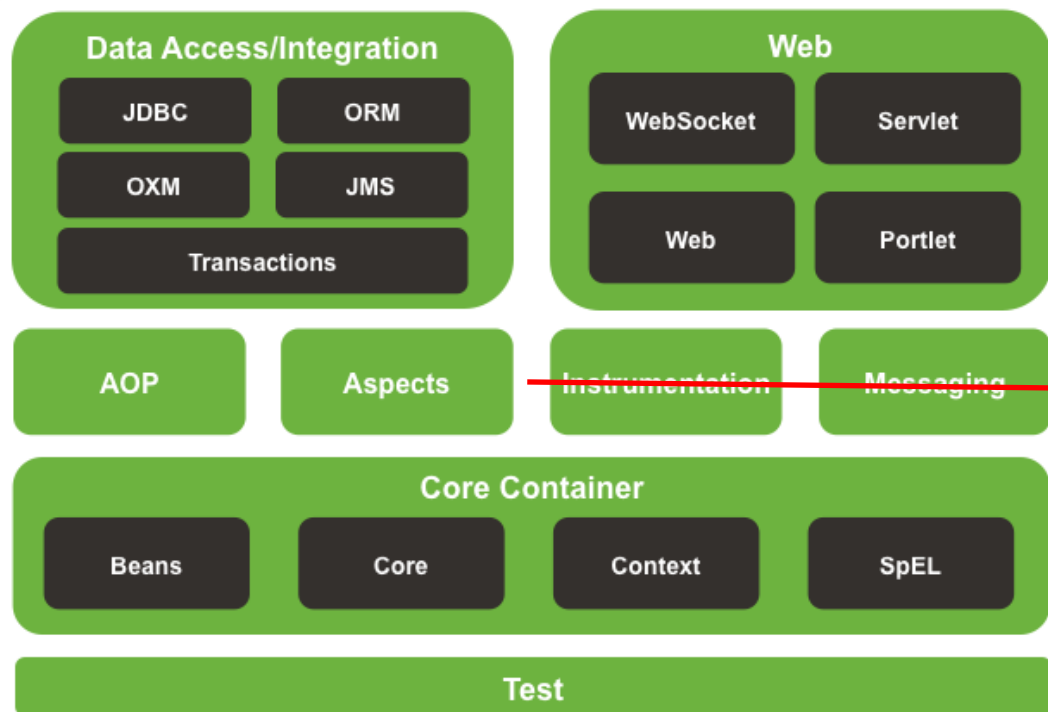 Data Access/Integration
JDBC
ORM
OXM
JMS
Transactions
Web
WebSocket
Servlet
Web
Portlet
AOP
Aspects
Instrumentation
Messaging
Core Container
Beans
Core
Context
SpEL
Test